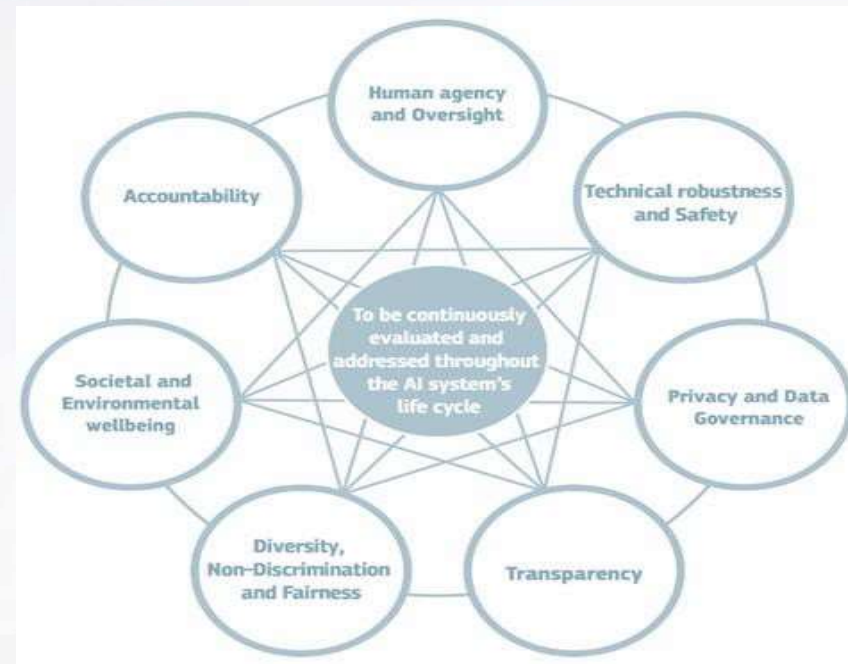 Human agency
and Oversight
Technical robustness
and Safety
Privacy and Data
Governance
Transparency
Diversity,
Non-Discrimination
and Fairness
Societal and
Environmental
wellbeing
Accountability
To be continuously
evaluated and
addressed throughout
the AI system's
life cycle